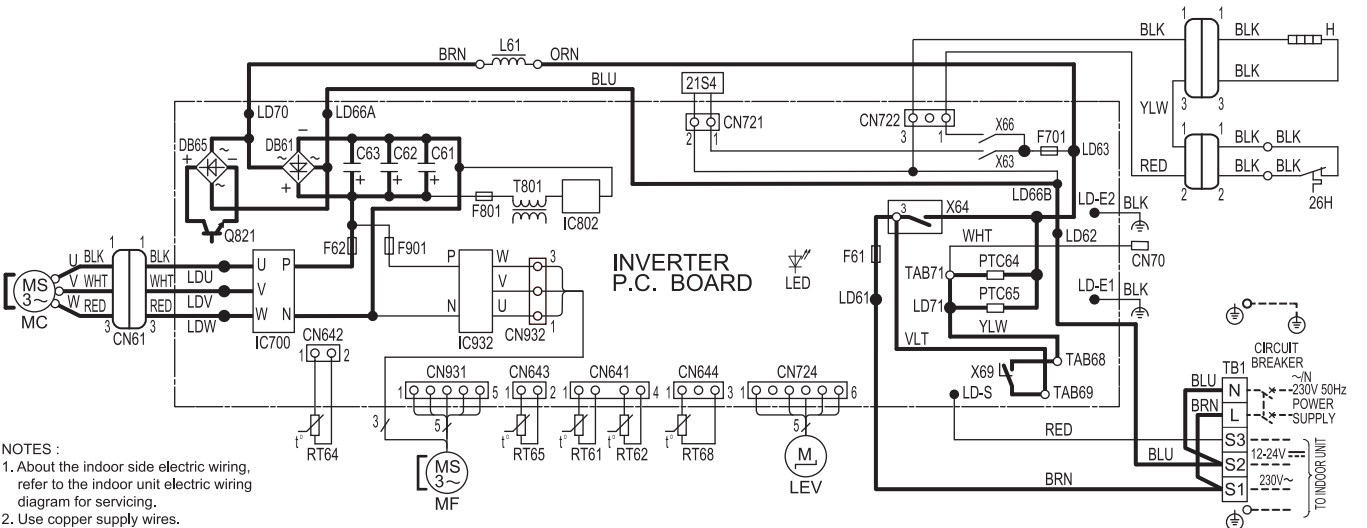 BRN L61 ORN
BLU
21S4
LD70
LD66A
CN721
2 1
CN722
3 1
X66
X63
F701
LD63
BLK
1 1
BLK
H
BLK
3 3
YLW
1 1
RED
BLK BLK
BLK BLK
2 2
26H
DB65
DB61
C63 C62 C61
+ − ~ ~
− ~ ~ +
+ + +
T801
F801
IC802
Q821
F62
F901
LD66B
X64
3
LD-E2
BLK
WHT
LD62
CN70
F61
TAB71
PTC64
PTC65
LD61
LD71
YLW
LD-E1
BLK
VLT
X69
TAB68
TAB69
LD-S
INVERTER
P.C. BOARD
LED
MS
3~
MC
U BLK
V WHT
W RED
1 1
3 3
CN61
BLK
WHT
RED
LDU
LDV
LDW
U P
V
W N
IC700
P W
V
N U
IC932
3
1
CN932
CN642
1 2
CN931
1 5
CN643
1 2
CN641
1 4
CN644
1 3
CN724
1 6
t°
RT64
3
5
MS
3~
MF
t°
RT65
t°
RT61
t°
RT62
t°
RT68
5
M
LEV
RED
BLU
BRN
CIRCUIT
BREAKER
TB1
BLU
BRN
N
L
S3
S2
S1
~/N
230V 50Hz
POWER
SUPPLY
12-24V
230V~
TO INDOOR UNIT
NOTES :
1. About the indoor side electric wiring,
refer to the indoor unit electric wiring
diagram for servicing.
2. Use copper supply wires.